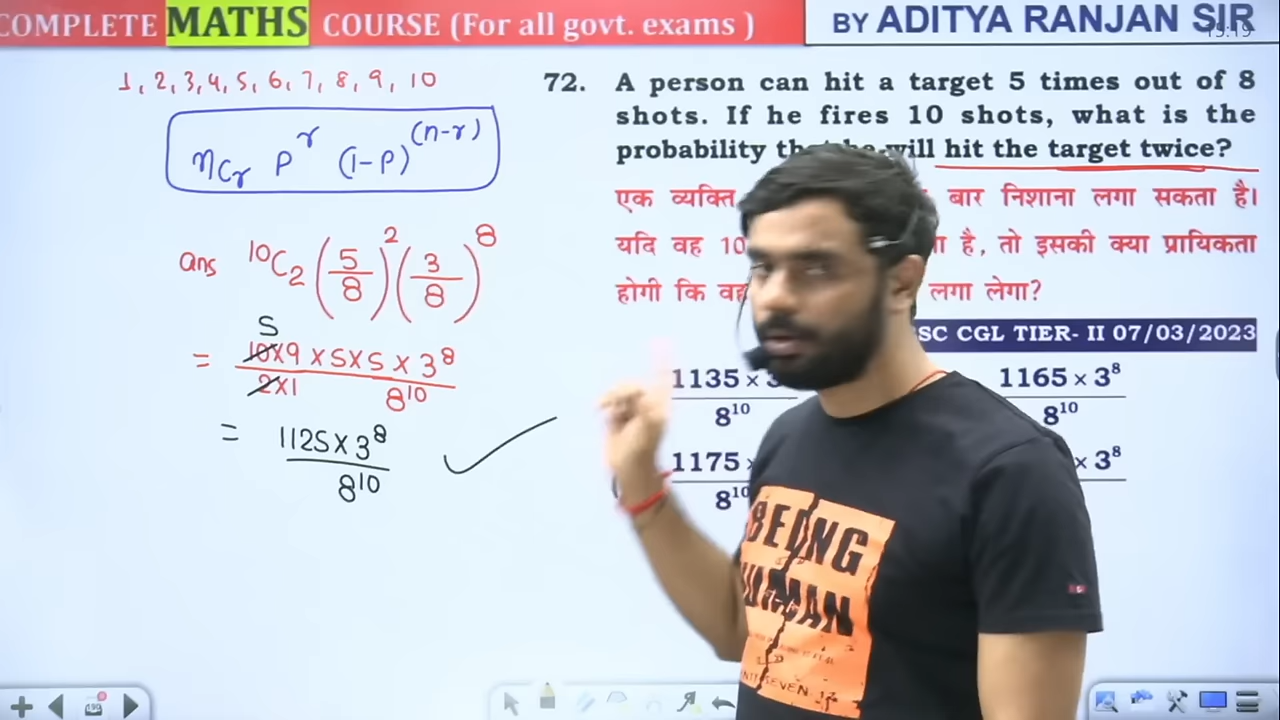 COMPLETE MATHS COURSE (For all govt. exams )
BY ADITYA RANJAN SIR
15:19
1, 2, 3, 4, 5, 6, 7, 8, 9, 10
nCr p^r (1-p)^(n-r)
ans 10C2 (5/8)^2 (3/8)^8
5
= 10×9 × 5×5 × 3^8
2×1 8^10
= 1125×3^8
8^10
72. A person can hit a target 5 times out of 8
shots. If he fires 10 shots, what is the
probability will hit the target twice?
एक व्यक्ति बार निशाना लगा सकता है।
यदि वह 10 है, तो इसकी क्या प्रायिकता
होगी कि लगा लेगा?
SC CGL TIER- II 07/03/2023
1135 × 3
8^10
1165 × 3^8
8^10
1175 ×
8^10
× 3^8
BEING
HUMAN